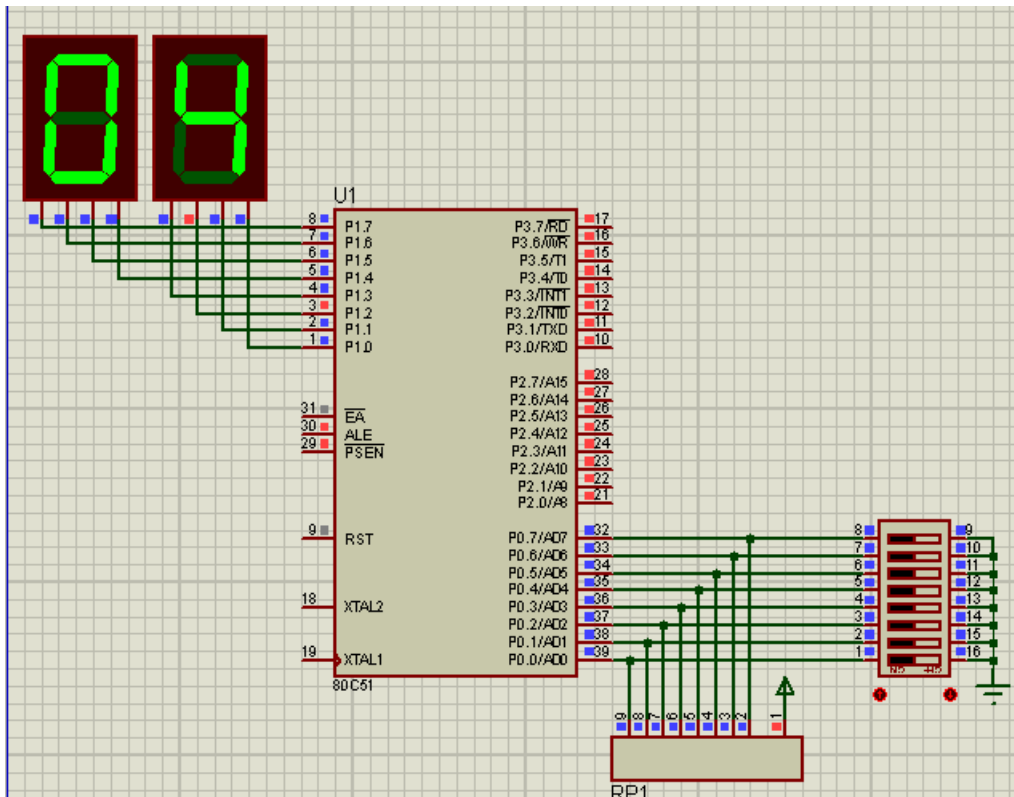 04
U1
8 P1.7 P3.7/RD 17
7 P1.6 P3.6/WR 16
6 P1.5 P3.5/T1 15
5 P1.4 P3.4/T0 14
4 P1.3 P3.3/INT1 13
3 P1.2 P3.2/INT0 12
2 P1.1 P3.1/TXD 11
1 P1.0 P3.0/RXD 10
P2.7/A15 28
P2.6/A14 27
31 EA P2.5/A13 26
30 ALE P2.4/A12 25
29 PSEN P2.3/A11 24
P2.2/A10 23
P2.1/A9 22
P2.0/A8 21
9 RST P0.7/AD7 32 8 9
P0.6/AD6 33 7 10
P0.5/AD5 34 6 11
P0.4/AD4 35 5 12
18 XTAL2 P0.3/AD3 36 4 13
P0.2/AD2 37 3 14
P0.1/AD1 38 2 15
19 XTAL1 P0.0/AD0 39 1 16
80C51
9 8 7 6 5 4 3 2 1
RP1